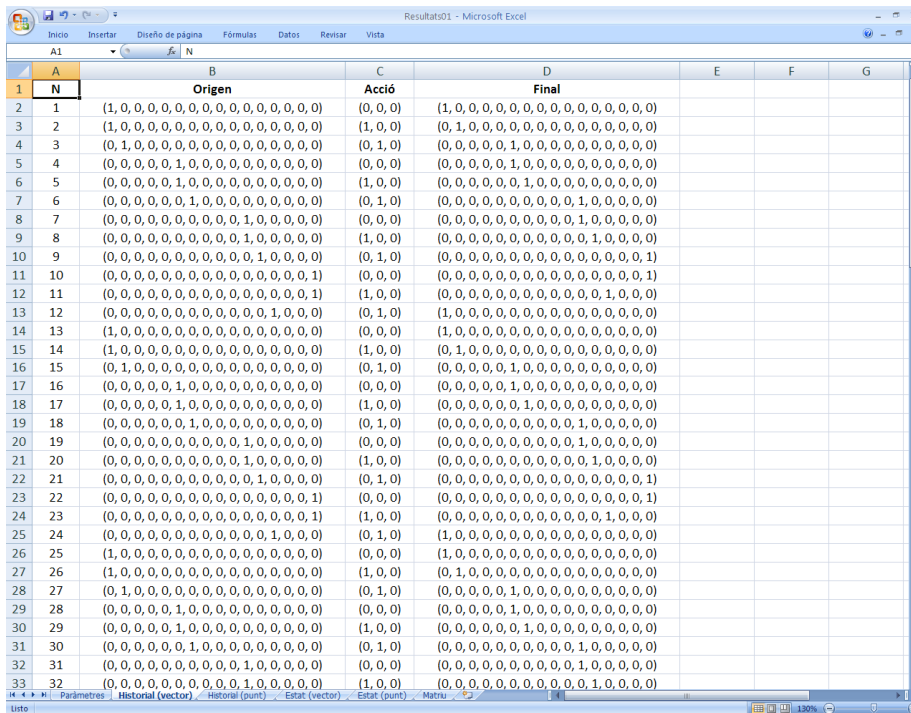 Resultats01 - Microsoft Excel
Inicio Insertar Diseño de página Fórmulas Datos Revisar Vista
A1 fx N
A B C D E F G
1 N Origen Acció Final
2 1 (1, 0, 0, 0, 0, 0, 0, 0, 0, 0, 0, 0, 0, 0, 0, 0) (0, 0, 0) (1, 0, 0, 0, 0, 0, 0, 0, 0, 0, 0, 0, 0, 0, 0, 0)
3 2 (1, 0, 0, 0, 0, 0, 0, 0, 0, 0, 0, 0, 0, 0, 0, 0) (1, 0, 0) (0, 1, 0, 0, 0, 0, 0, 0, 0, 0, 0, 0, 0, 0, 0, 0)
4 3 (0, 1, 0, 0, 0, 0, 0, 0, 0, 0, 0, 0, 0, 0, 0, 0) (0, 1, 0) (0, 0, 0, 0, 0, 1, 0, 0, 0, 0, 0, 0, 0, 0, 0, 0)
5 4 (0, 0, 0, 0, 0, 1, 0, 0, 0, 0, 0, 0, 0, 0, 0, 0) (0, 0, 0) (0, 0, 0, 0, 0, 1, 0, 0, 0, 0, 0, 0, 0, 0, 0, 0)
6 5 (0, 0, 0, 0, 0, 1, 0, 0, 0, 0, 0, 0, 0, 0, 0, 0) (1, 0, 0) (0, 0, 0, 0, 0, 0, 1, 0, 0, 0, 0, 0, 0, 0, 0, 0)
7 6 (0, 0, 0, 0, 0, 0, 1, 0, 0, 0, 0, 0, 0, 0, 0, 0) (0, 1, 0) (0, 0, 0, 0, 0, 0, 0, 0, 0, 0, 1, 0, 0, 0, 0, 0)
8 7 (0, 0, 0, 0, 0, 0, 0, 0, 0, 0, 1, 0, 0, 0, 0, 0) (0, 0, 0) (0, 0, 0, 0, 0, 0, 0, 0, 0, 0, 1, 0, 0, 0, 0, 0)
9 8 (0, 0, 0, 0, 0, 0, 0, 0, 0, 0, 1, 0, 0, 0, 0, 0) (1, 0, 0) (0, 0, 0, 0, 0, 0, 0, 0, 0, 0, 0, 1, 0, 0, 0, 0)
10 9 (0, 0, 0, 0, 0, 0, 0, 0, 0, 0, 0, 1, 0, 0, 0, 0) (0, 1, 0) (0, 0, 0, 0, 0, 0, 0, 0, 0, 0, 0, 0, 0, 0, 0, 1)
11 10 (0, 0, 0, 0, 0, 0, 0, 0, 0, 0, 0, 0, 0, 0, 0, 1) (0, 0, 0) (0, 0, 0, 0, 0, 0, 0, 0, 0, 0, 0, 0, 0, 0, 0, 1)
12 11 (0, 0, 0, 0, 0, 0, 0, 0, 0, 0, 0, 0, 0, 0, 0, 1) (1, 0, 0) (0, 0, 0, 0, 0, 0, 0, 0, 0, 0, 0, 0, 1, 0, 0, 0)
13 12 (0, 0, 0, 0, 0, 0, 0, 0, 0, 0, 0, 0, 1, 0, 0, 0) (0, 1, 0) (1, 0, 0, 0, 0, 0, 0, 0, 0, 0, 0, 0, 0, 0, 0, 0)
14 13 (1, 0, 0, 0, 0, 0, 0, 0, 0, 0, 0, 0, 0, 0, 0, 0) (0, 0, 0) (1, 0, 0, 0, 0, 0, 0, 0, 0, 0, 0, 0, 0, 0, 0, 0)
15 14 (1, 0, 0, 0, 0, 0, 0, 0, 0, 0, 0, 0, 0, 0, 0, 0) (1, 0, 0) (0, 1, 0, 0, 0, 0, 0, 0, 0, 0, 0, 0, 0, 0, 0, 0)
16 15 (0, 1, 0, 0, 0, 0, 0, 0, 0, 0, 0, 0, 0, 0, 0, 0) (0, 1, 0) (0, 0, 0, 0, 0, 1, 0, 0, 0, 0, 0, 0, 0, 0, 0, 0)
17 16 (0, 0, 0, 0, 0, 1, 0, 0, 0, 0, 0, 0, 0, 0, 0, 0) (0, 0, 0) (0, 0, 0, 0, 0, 1, 0, 0, 0, 0, 0, 0, 0, 0, 0, 0)
18 17 (0, 0, 0, 0, 0, 1, 0, 0, 0, 0, 0, 0, 0, 0, 0, 0) (1, 0, 0) (0, 0, 0, 0, 0, 0, 1, 0, 0, 0, 0, 0, 0, 0, 0, 0)
19 18 (0, 0, 0, 0, 0, 0, 1, 0, 0, 0, 0, 0, 0, 0, 0, 0) (0, 1, 0) (0, 0, 0, 0, 0, 0, 0, 0, 0, 0, 1, 0, 0, 0, 0, 0)
20 19 (0, 0, 0, 0, 0, 0, 0, 0, 0, 0, 1, 0, 0, 0, 0, 0) (0, 0, 0) (0, 0, 0, 0, 0, 0, 0, 0, 0, 0, 1, 0, 0, 0, 0, 0)
21 20 (0, 0, 0, 0, 0, 0, 0, 0, 0, 0, 1, 0, 0, 0, 0, 0) (1, 0, 0) (0, 0, 0, 0, 0, 0, 0, 0, 0, 0, 0, 1, 0, 0, 0, 0)
22 21 (0, 0, 0, 0, 0, 0, 0, 0, 0, 0, 0, 1, 0, 0, 0, 0) (0, 1, 0) (0, 0, 0, 0, 0, 0, 0, 0, 0, 0, 0, 0, 0, 0, 0, 1)
23 22 (0, 0, 0, 0, 0, 0, 0, 0, 0, 0, 0, 0, 0, 0, 0, 1) (0, 0, 0) (0, 0, 0, 0, 0, 0, 0, 0, 0, 0, 0, 0, 0, 0, 0, 1)
24 23 (0, 0, 0, 0, 0, 0, 0, 0, 0, 0, 0, 0, 0, 0, 0, 1) (1, 0, 0) (0, 0, 0, 0, 0, 0, 0, 0, 0, 0, 0, 0, 1, 0, 0, 0)
25 24 (0, 0, 0, 0, 0, 0, 0, 0, 0, 0, 0, 0, 1, 0, 0, 0) (0, 1, 0) (1, 0, 0, 0, 0, 0, 0, 0, 0, 0, 0, 0, 0, 0, 0, 0)
26 25 (1, 0, 0, 0, 0, 0, 0, 0, 0, 0, 0, 0, 0, 0, 0, 0) (0, 0, 0) (1, 0, 0, 0, 0, 0, 0, 0, 0, 0, 0, 0, 0, 0, 0, 0)
27 26 (1, 0, 0, 0, 0, 0, 0, 0, 0, 0, 0, 0, 0, 0, 0, 0) (1, 0, 0) (0, 1, 0, 0, 0, 0, 0, 0, 0, 0, 0, 0, 0, 0, 0, 0)
28 27 (0, 1, 0, 0, 0, 0, 0, 0, 0, 0, 0, 0, 0, 0, 0, 0) (0, 1, 0) (0, 0, 0, 0, 0, 1, 0, 0, 0, 0, 0, 0, 0, 0, 0, 0)
29 28 (0, 0, 0, 0, 0, 1, 0, 0, 0, 0, 0, 0, 0, 0, 0, 0) (0, 0, 0) (0, 0, 0, 0, 0, 1, 0, 0, 0, 0, 0, 0, 0, 0, 0, 0)
30 29 (0, 0, 0, 0, 0, 1, 0, 0, 0, 0, 0, 0, 0, 0, 0, 0) (1, 0, 0) (0, 0, 0, 0, 0, 0, 1, 0, 0, 0, 0, 0, 0, 0, 0, 0)
31 30 (0, 0, 0, 0, 0, 0, 1, 0, 0, 0, 0, 0, 0, 0, 0, 0) (0, 1, 0) (0, 0, 0, 0, 0, 0, 0, 0, 0, 0, 1, 0, 0, 0, 0, 0)
32 31 (0, 0, 0, 0, 0, 0, 0, 0, 0, 0, 1, 0, 0, 0, 0, 0) (0, 0, 0) (0, 0, 0, 0, 0, 0, 0, 0, 0, 0, 1, 0, 0, 0, 0, 0)
33 32 (0, 0, 0, 0, 0, 0, 0, 0, 0, 0, 1, 0, 0, 0, 0, 0) (1, 0, 0) (0, 0, 0, 0, 0, 0, 0, 0, 0, 0, 0, 1, 0, 0, 0, 0)
Paràmetres Historial (vector) Historial (punt) Estat (vector) Estat (punt) Matriu
Listo 130%